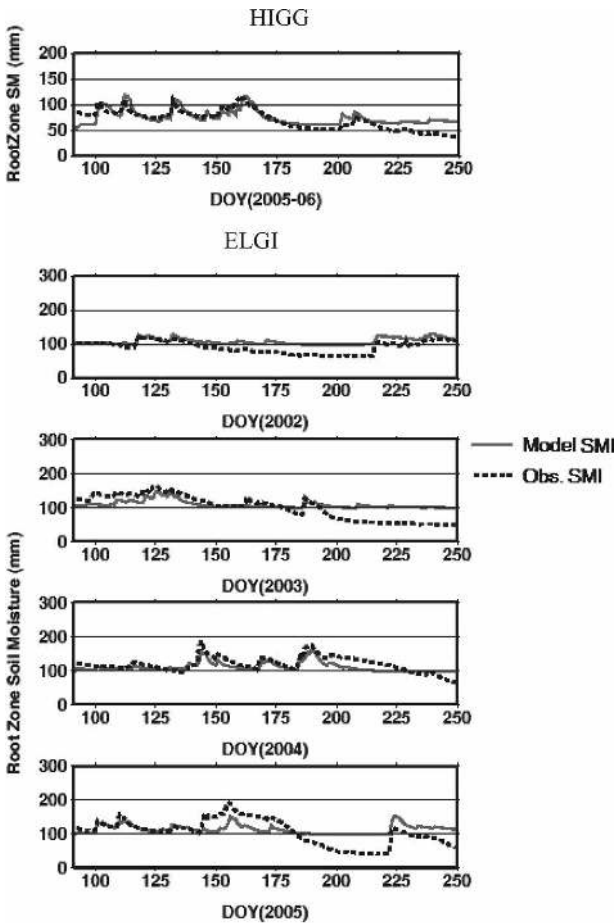 HIGG
RootZone SM (mm)
200
150
100
50
0
100 125 150 175 200 225 250
DOY(2005-06)
ELGI
300
200
100
0
100 125 150 175 200 225 250
DOY(2002)
Model SMI
Obs. SMI
Root Zone Soil Moisture (mm)
300
200
100
0
100 125 150 175 200 225 250
DOY(2003)
300
200
100
0
100 125 150 175 200 225 250
DOY(2004)
300
200
100
0
100 125 150 175 200 225 250
DOY(2005)